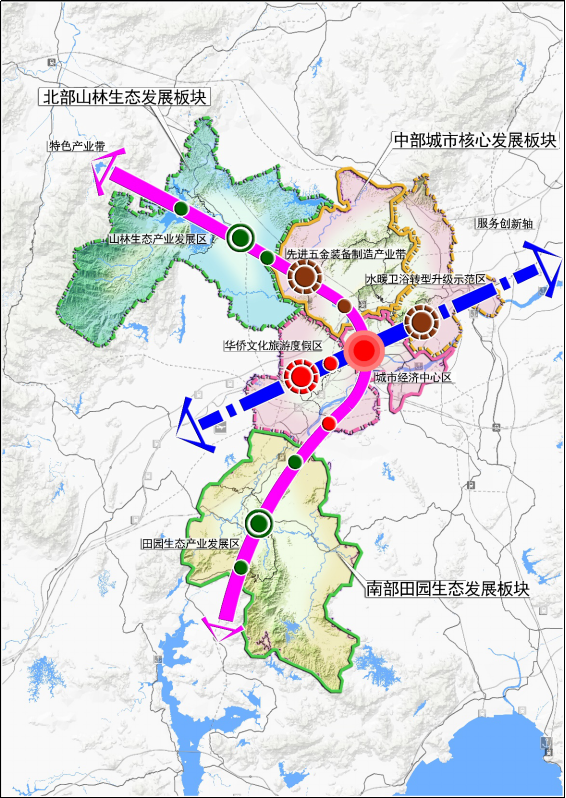 北部山林生态发展板块
中部城市核心发展板块
特色产业带
服务创新轴
山林生态产业发展区
先进五金装备制造产业带
水暖卫浴转型升级示范区
华侨文化旅游度假区
城市经济中心区
田园生态产业发展区
南部田园生态发展板块